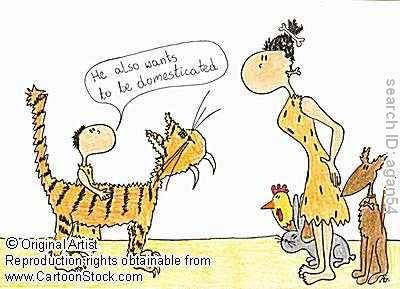 He also wants
to be domesticated
© Original Artist
Reproduction rights obtainable from
www.CartoonStock.com
search ID: agan54